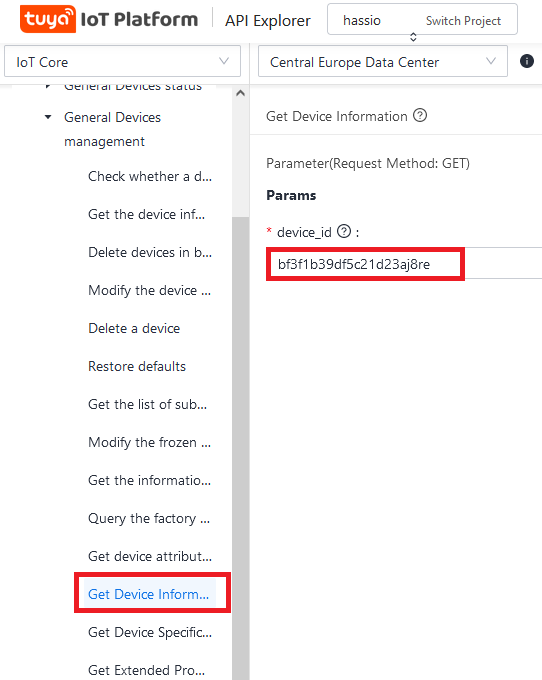 tuya IoT Platform API Explorer hassio Switch Project
IoT Core
Central Europe Data Center
General Devices status
General Devices
management
Check whether a d...
Get the device inf...
Delete devices in b...
Modify the device ...
Delete a device
Restore defaults
Get the list of sub...
Modify the frozen ...
Get the informatio...
Query the factory ...
Get device attribut...
Get Device Inform...
Get Device Specific...
Get Extended Pro...
Get Device Information
Parameter(Request Method: GET)
Params
* device_id :
bf3f1b39df5c21d23aj8re